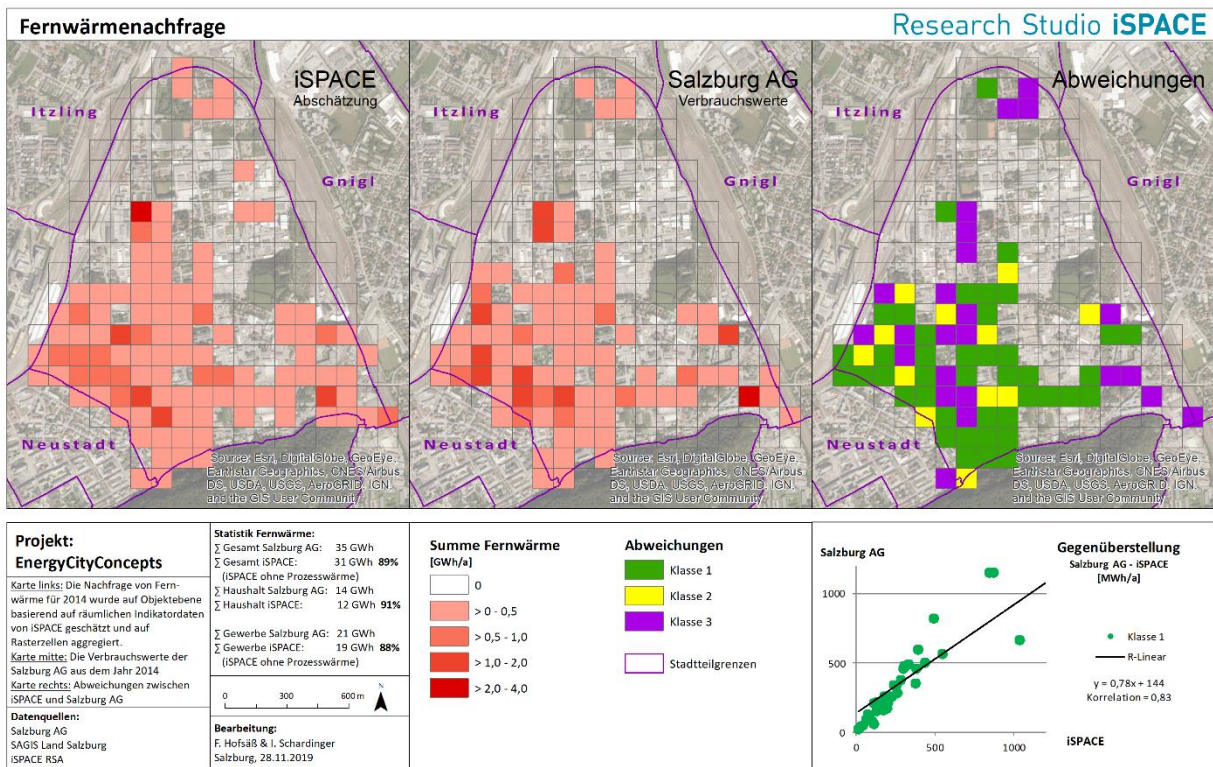 Fernwärmenachfrage
Research Studio iSPACE
iSPACE
Abschätzung
Itzling
Gnigl
Neustadt
Source: Esri, DigitalGlobe, GeoEye,
Earthstar Geographics, CNES/Airbus
DS, USDA, USGS, AeroGRID, IGN,
and the GIS User Community
Salzburg AG
Verbrauchswerte
Itzling
Gnigl
Neustadt
Source: Esri, DigitalGlobe, GeoEye,
Earthstar Geographics, CNES/Airbus
DS, USDA, USGS, AeroGRID, IGN,
and the GIS User Community
Abweichungen
Itzling
Gnigl
Neustadt
Source: Esri, DigitalGlobe, GeoEye,
Earthstar Geographics, CNES/Airbus
DS, USDA, USGS, AeroGRID, IGN,
and the GIS User Community
Projekt:
EnergyCityConcepts
Karte links: Die Nachfrage von Fern-
wärme für 2014 wurde auf Objektebene
basierend auf räumlichen Indikatordaten
von iSPACE geschätzt und auf
Rasterzellen aggregiert.
Karte mitte: Die Verbrauchswerte der
Salzburg AG aus dem Jahr 2014
Karte rechts: Abweichungen zwischen
iSPACE und Salzburg AG
Datenquellen:
Salzburg AG
SAGIS Land Salzburg
iSPACE RSA
Statistik Fernwärme:
∑ Gesamt Salzburg AG: 35 GWh
∑ Gesamt iSPACE: 31 GWh 89%
(iSPACE ohne Prozesswärme)
∑ Haushalt Salzburg AG: 14 GWh
∑ Haushalt iSPACE: 12 GWh 91%
∑ Gewerbe Salzburg AG: 21 GWh
∑ Gewerbe iSPACE: 19 GWh 88%
(iSPACE ohne Prozesswärme)
0 300 600 m
N
Bearbeitung:
F. Hofsäß & I. Schardinger
Salzburg, 28.11.2019
Summe Fernwärme
[GWh/a]
0
> 0 - 0,5
> 0,5 - 1,0
> 1,0 - 2,0
> 2,0 - 4,0
Abweichungen
Klasse 1
Klasse 2
Klasse 3
Stadtteilgrenzen
Salzburg AG
1000
500
0
0 500 1000
iSPACE
Gegenüberstellung
Salzburg AG - iSPACE
[MWh/a]
Klasse 1
R-Linear
y = 0,78x + 144
Korrelation = 0,83